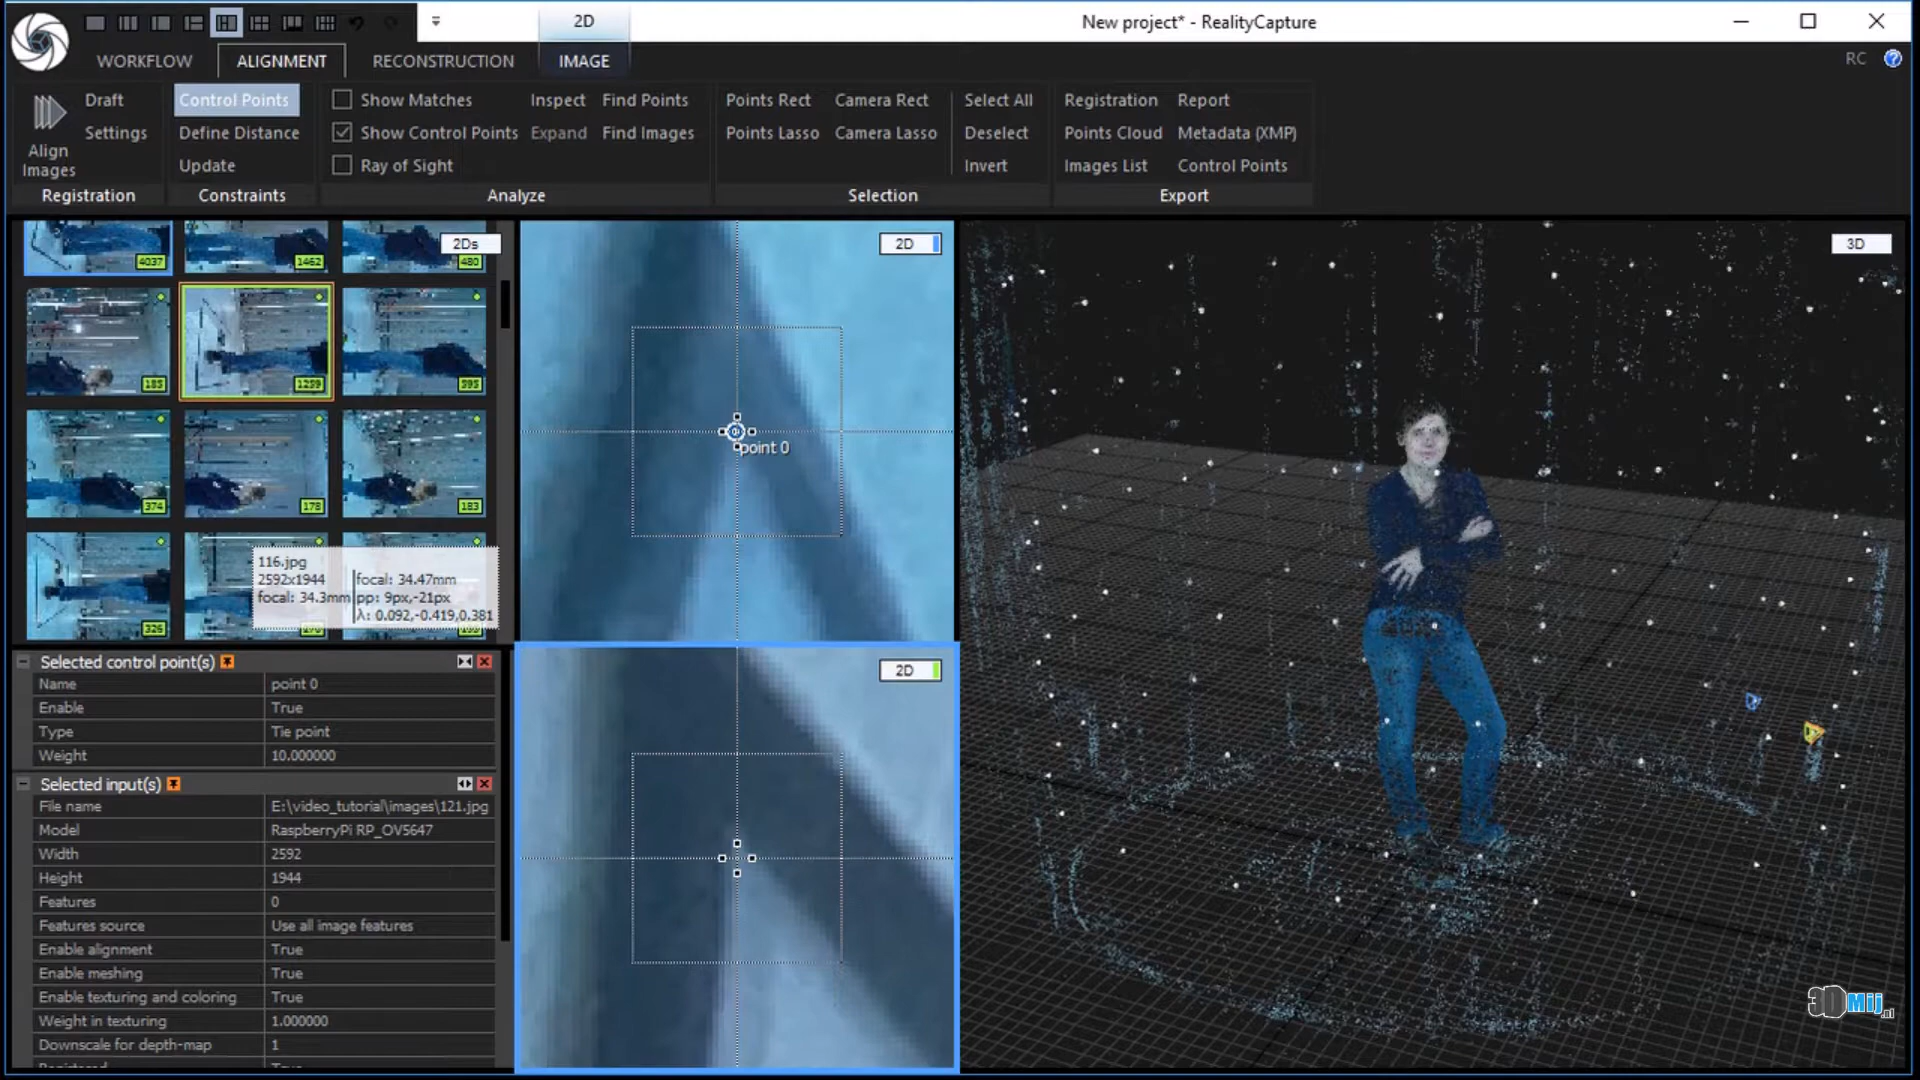 2D
New project* - RealityCapture
WORKFLOW
ALIGNMENT
RECONSTRUCTION
IMAGE
RC
Align Images
Draft
Settings
Registration
Control Points
Define Distance
Update
Constraints
Show Matches
Show Control Points
Ray of Sight
Inspect
Expand
Find Points
Find Images
Analyze
Points Rect
Points Lasso
Camera Rect
Camera Lasso
Select All
Deselect
Invert
Selection
Registration
Points Cloud
Images List
Report
Metadata (XMP)
Control Points
Export
2Ds
4037
1462
480
185
1259
595
374
178
183
326
116.jpg
2592x1944
focal: 34.3mm
focal: 34.47mm
pp: 9px,-21px
λ: 0.092,-0.419,0.381
2D
point 0
2D
3D
Selected control point(s)
Name point 0
Enable True
Type Tie point
Weight 10.000000
Selected input(s)
File name E:\video_tutorial\images\121.jpg
Model RaspberryPi RP_OV5647
Width 2592
Height 1944
Features 0
Features source Use all image features
Enable alignment True
Enable meshing True
Enable texturing and coloring True
Weight in texturing 1.000000
Downscale for depth-map 1
3DMij.nl